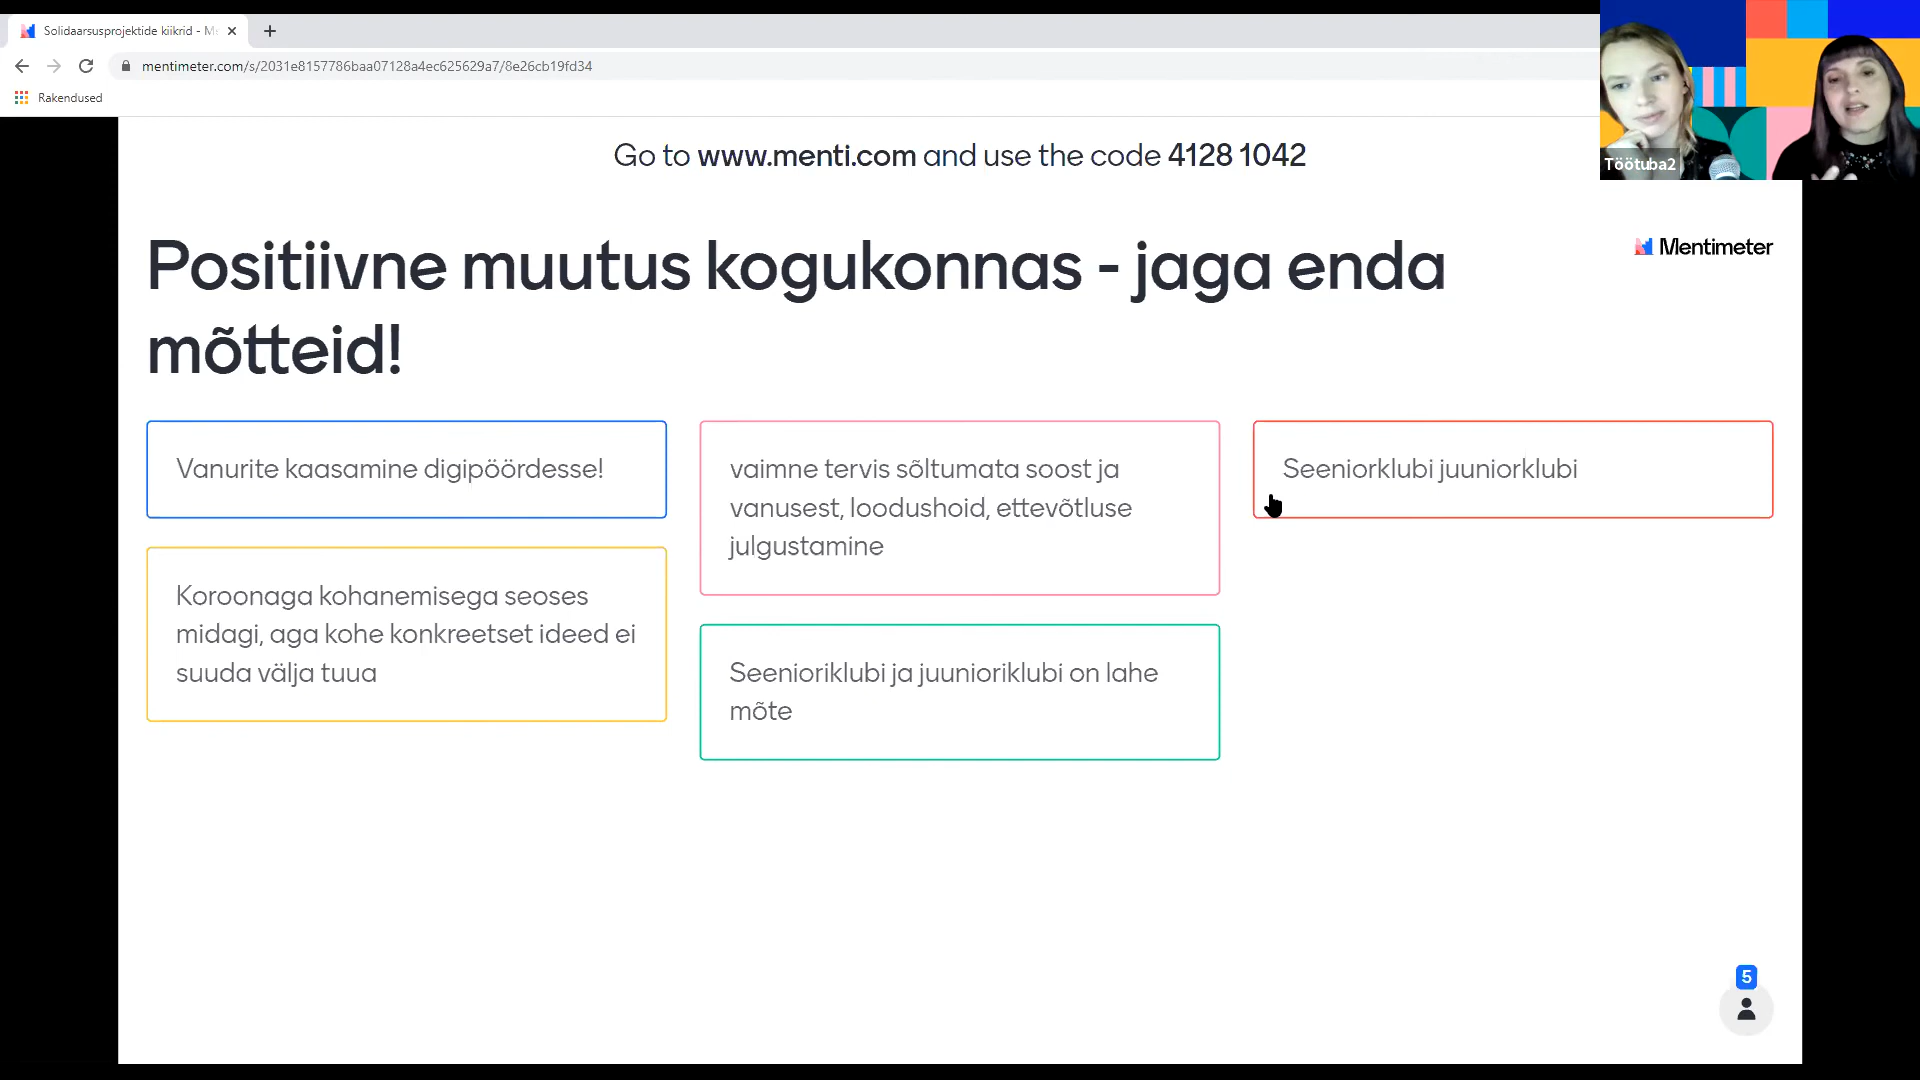 Solidaarsusprojektide kiikrid - M
mentimeter.com/s/2031e8157786baa07128a4ec625629a7/8e26cb19fd34
Rakendused
Go to www.menti.com and use the code 4128 1042
Töötuba2
Mentimeter
Positiivne muutus kogukonnas - jaga enda
mõtteid!
Vanurite kaasamine digipöördesse!
Koroonaga kohanemisega seoses
midagi, aga kohe konkreetset ideed ei
suuda välja tuua
vaimne tervis sõltumata soost ja
vanusest, loodushoid, ettevõtluse
julgustamine
Seenioriklubi ja juunioriklubi on lahe
mõte
Seeniorklubi juuniorklubi
5